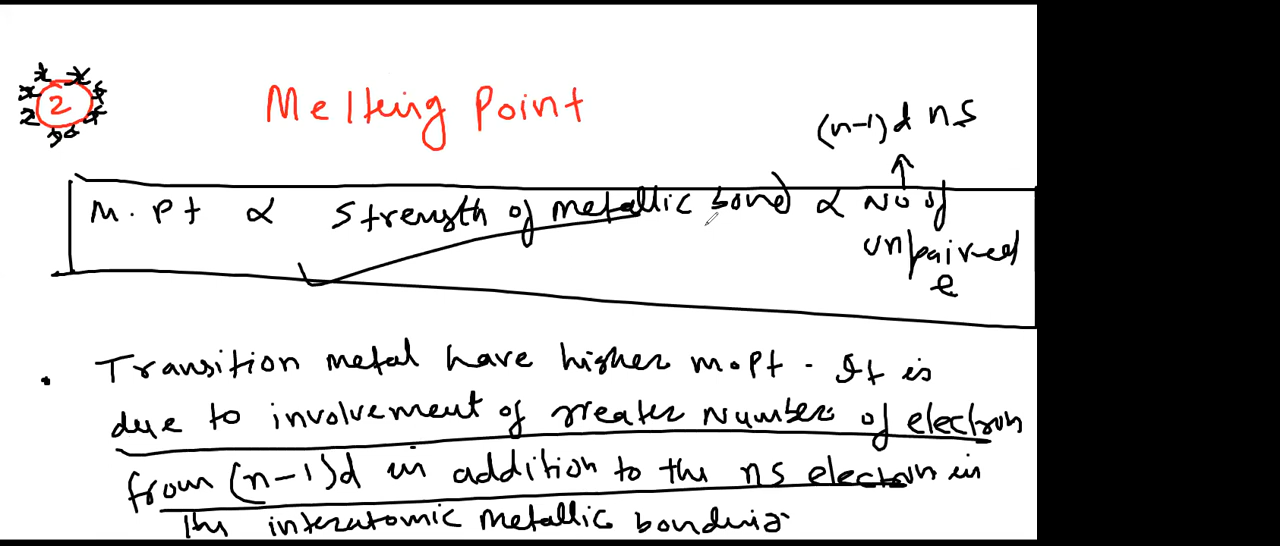 2
Melting Point
(n-1)d ns
M.Pt ∝ Strength of metallic bond ∝ No of
unpaired
e
. Transition metal have higher m.pt. It is
due to involvement of greater Number of electron
from (n-1)d in addition to the ns electron in
the interatomic metallic bonding